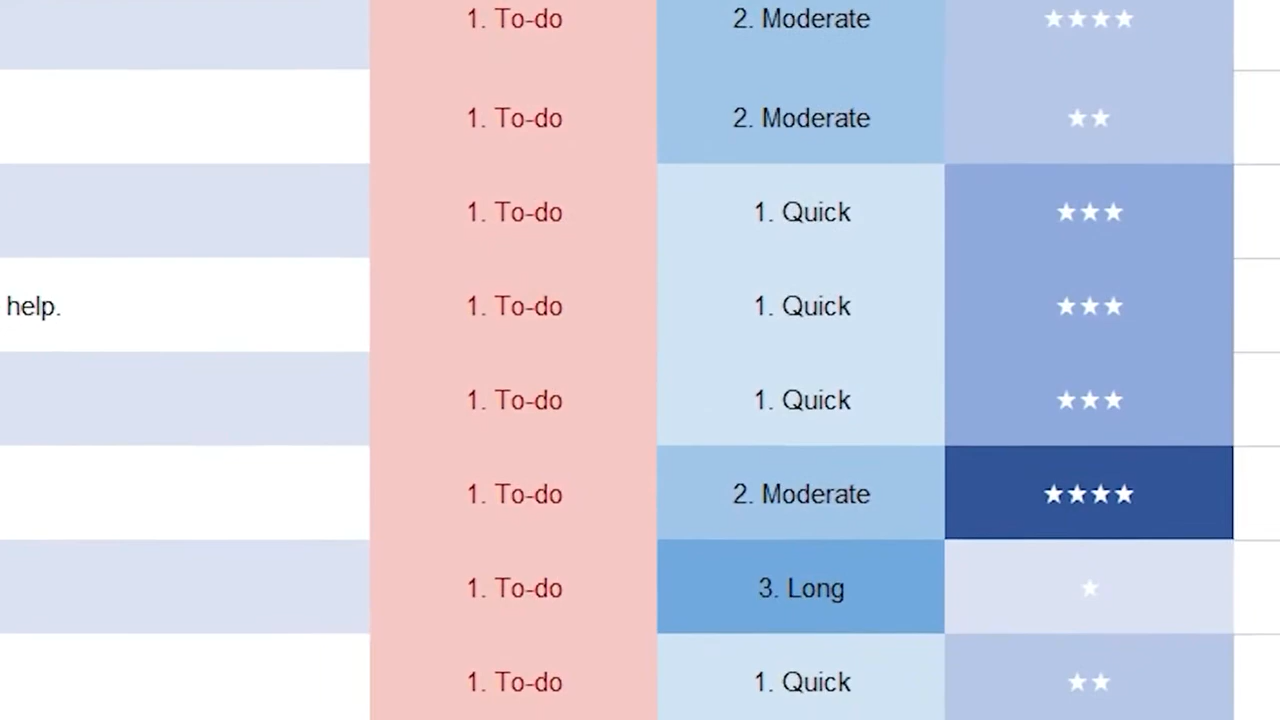 1. To-do 2. Moderate ★★★★
1. To-do 2. Moderate ★★
1. To-do 1. Quick ★★★
help. 1. To-do 1. Quick ★★★
1. To-do 1. Quick ★★★
1. To-do 2. Moderate ★★★★
1. To-do 3. Long ★
1. To-do 1. Quick ★★